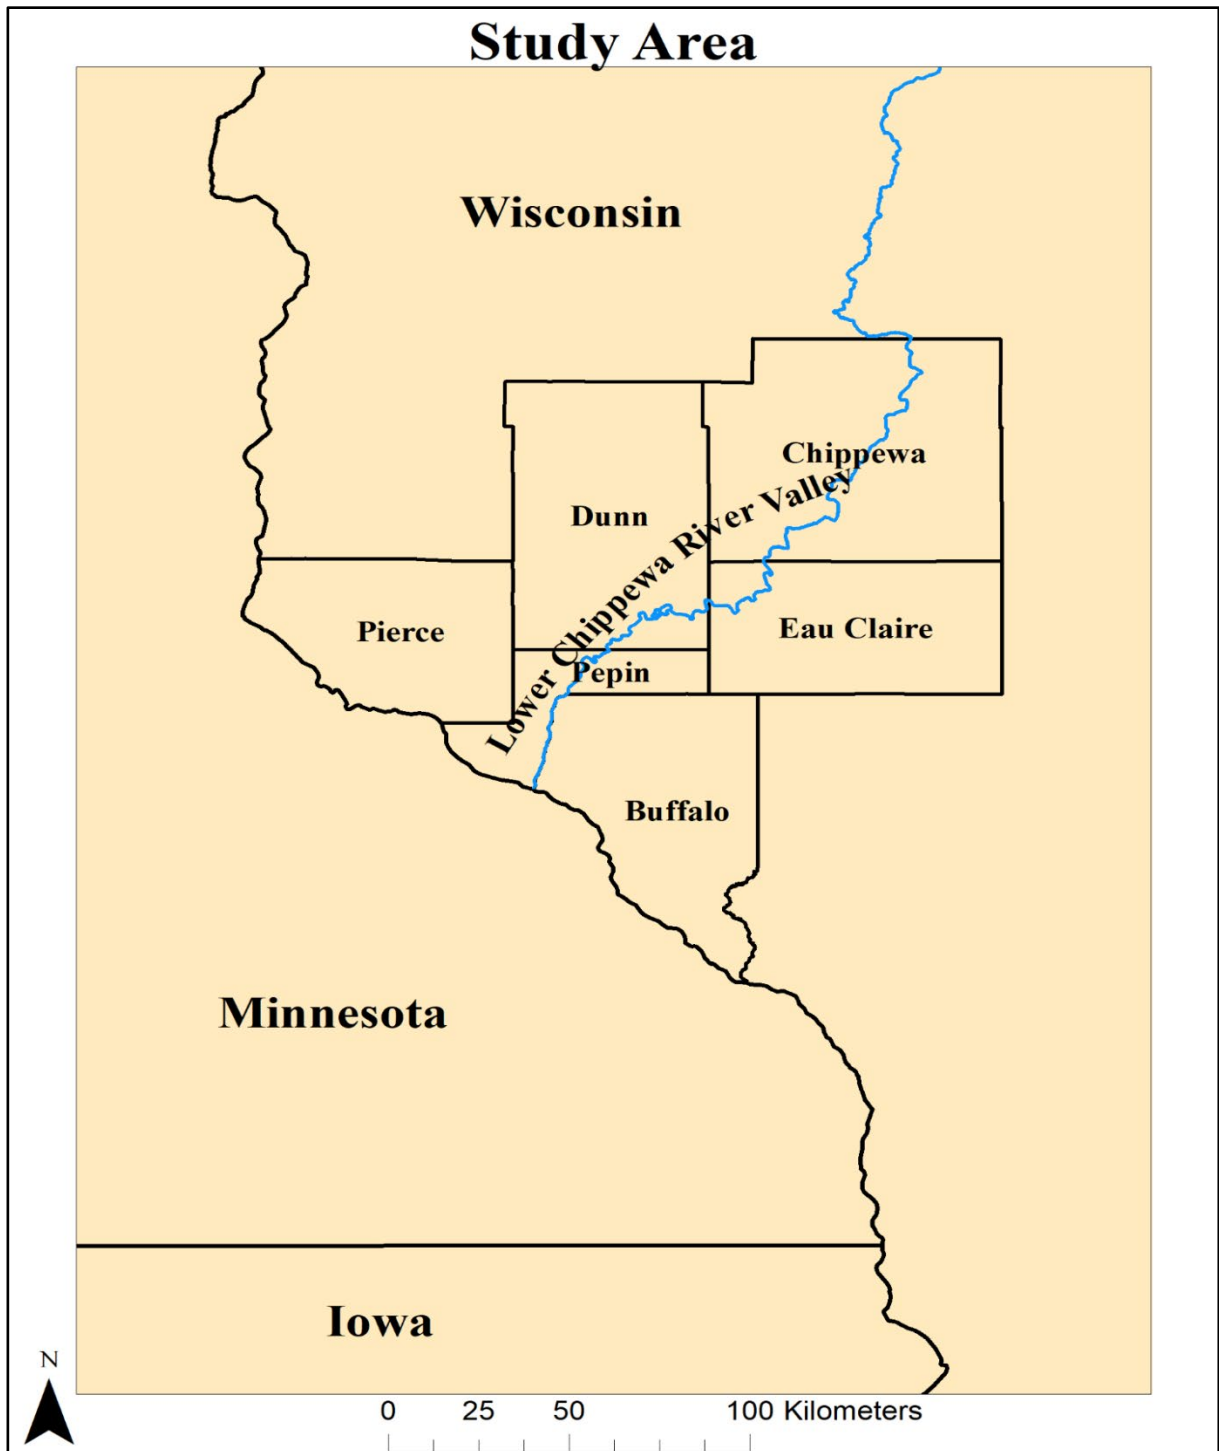 Study Area
Wisconsin
Chippewa
Lower Chippewa River Valley
Dunn
Pierce
Eau Claire
Pepin
Buffalo
Minnesota
Iowa
N
0 25 50 100 Kilometers